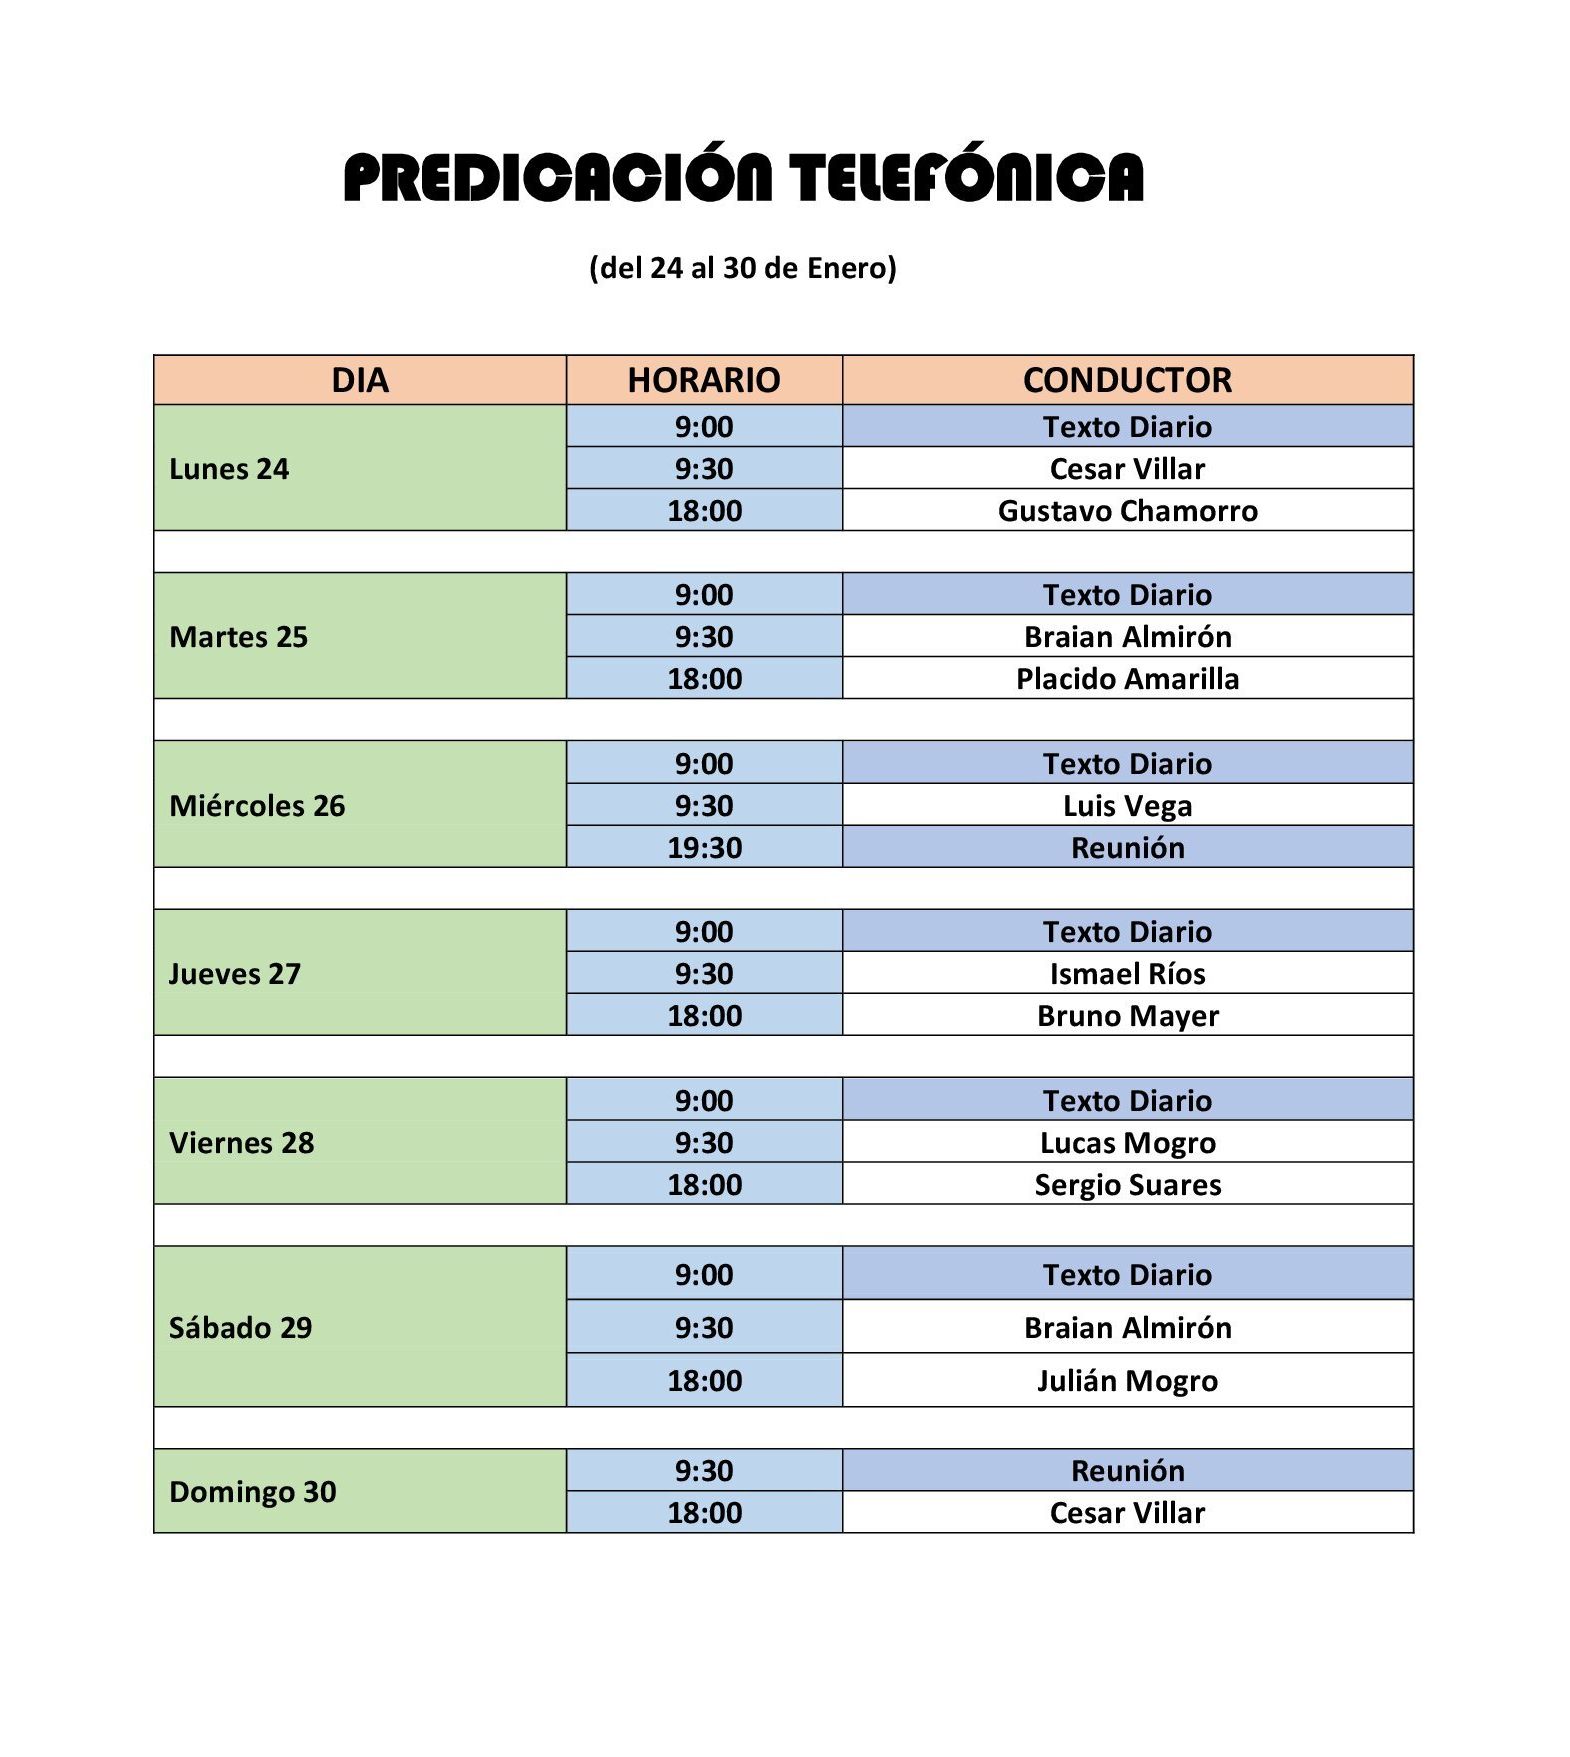 PREDICACIÓN TELEFÓNICA
(del 24 al 30 de Enero)
DIA HORARIO CONDUCTOR
Lunes 24
9:00 Texto Diario
9:30 Cesar Villar
18:00 Gustavo Chamorro
Martes 25
9:00 Texto Diario
9:30 Braian Almirón
18:00 Placido Amarilla
Miércoles 26
9:00 Texto Diario
9:30 Luis Vega
19:30 Reunión
Jueves 27
9:00 Texto Diario
9:30 Ismael Ríos
18:00 Bruno Mayer
Viernes 28
9:00 Texto Diario
9:30 Lucas Mogro
18:00 Sergio Suares
Sábado 29
9:00 Texto Diario
9:30 Braian Almirón
18:00 Julián Mogro
Domingo 30
9:30 Reunión
18:00 Cesar Villar